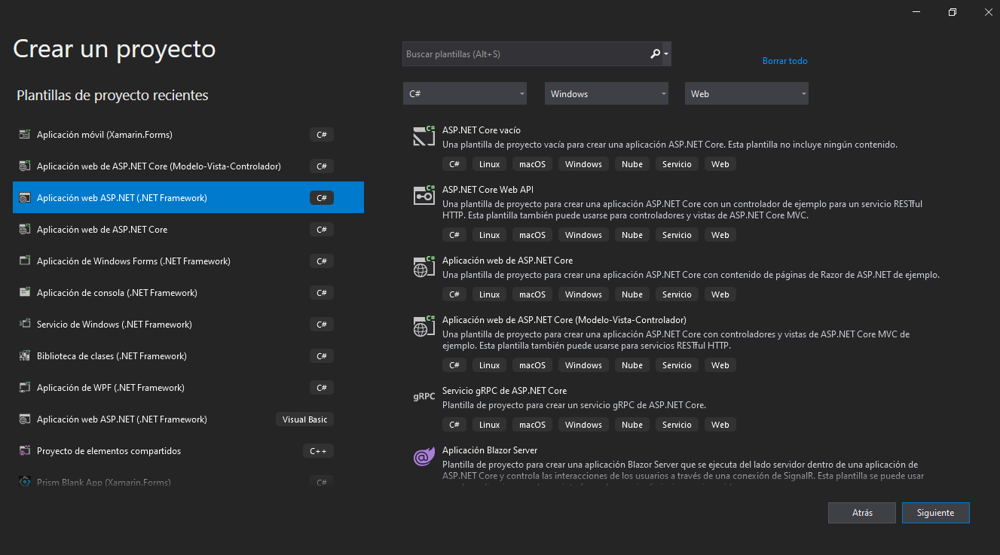 Crear un proyecto
Plantillas de proyecto recientes
Aplicación móvil (Xamarin.Forms) C#
Aplicación web de ASP.NET Core (Modelo-Vista-Controlador) C#
Aplicación web ASP.NET (.NET Framework) C#
Aplicación web de ASP.NET Core C#
Aplicación de Windows Forms (.NET Framework) C#
Aplicación de consola (.NET Framework) C#
Servicio de Windows (.NET Framework) C#
Biblioteca de clases (.NET Framework) C#
Aplicación de WPF (.NET Framework) C#
Aplicación web ASP.NET (.NET Framework) Visual Basic
Proyecto de elementos compartidos C++
Prism Blank App (Xamarin.Forms) C#
Buscar plantillas (Alt+S)
Borrar todo
C# Windows Web
ASP.NET Core vacío
Una plantilla de proyecto vacía para crear una aplicación ASP.NET Core. Esta plantilla no incluye ningún contenido.
C# Linux macOS Windows Nube Servicio Web
ASP.NET Core Web API
Una plantilla de proyecto para crear una aplicación ASP.NET Core con un controlador de ejemplo para un servicio RESTful
HTTP. Esta plantilla también puede usarse para controladores y vistas de ASP.NET Core MVC.
C# Linux macOS Windows Nube Servicio Web
Aplicación web de ASP.NET Core
Una plantilla de proyecto para crear una aplicación ASP.NET Core con contenido de páginas de Razor de ASP.NET de ejemplo.
C# Linux macOS Windows Nube Servicio Web
Aplicación web de ASP.NET Core (Modelo-Vista-Controlador)
Una plantilla de proyecto para crear una aplicación ASP.NET Core con controladores y vistas de ASP.NET Core MVC de
ejemplo. Esta plantilla también puede usarse para servicios RESTful HTTP.
C# Linux macOS Windows Nube Servicio Web
gRPC
Servicio gRPC de ASP.NET Core
Plantilla de proyecto para crear un servicio gRPC de ASP.NET Core.
C# Linux macOS Windows Nube Servicio Web
Aplicación Blazor Server
Plantilla de proyecto para crear una aplicación Blazor Server que se ejecuta del lado servidor dentro de una aplicación de
ASP.NET Core y controla las interacciones de los usuarios a través de una conexión de SignalR. Esta plantilla se puede usar
Atrás Siguiente